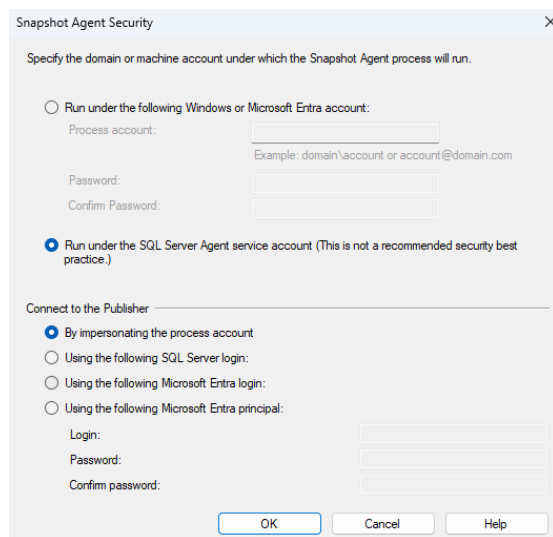 Snapshot Agent Security
Specify the domain or machine account under which the Snapshot Agent process will run.
Run under the following Windows or Microsoft Entra account:
Process account:
Example: domain\account or account@domain.com
Password:
Confirm Password:
Run under the SQL Server Agent service account (This is not a recommended security best
practice.)
Connect to the Publisher
By impersonating the process account
Using the following SQL Server login:
Using the following Microsoft Entra login:
Using the following Microsoft Entra principal:
Login:
Password:
Confirm password:
OK Cancel Help